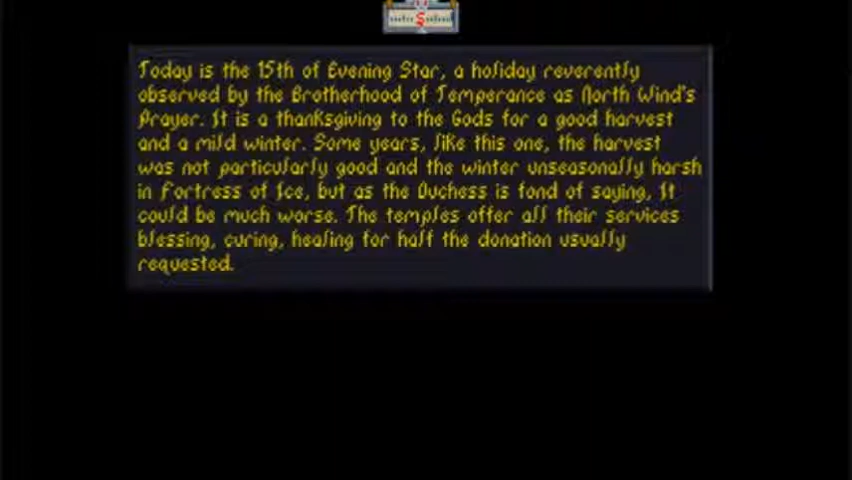 Today is the 15th of Evening Star, a holiday reverently
observed by the Brotherhood of Temperance as North Wind's
Prayer. It is a thanksgiving to the Gods for a good harvest
and a mild winter. Some years, like this one, the harvest
was not particularly good and the winter unseasonally harsh
in Fortress of Ice, but as the Duchess is fond of saying, It
could be much worse. The temples offer all their services
blessing, curing, healing for half the donation usually
requested.